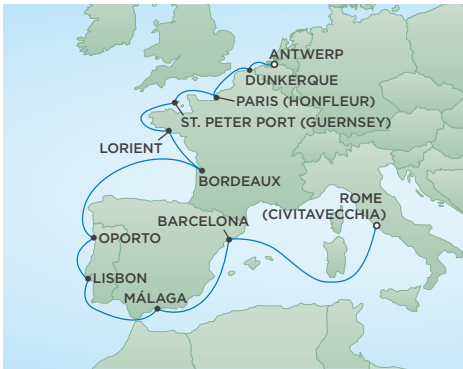 ANTWERP
DUNKERQUE
PARIS (HONFLEUR)
ST. PETER PORT (GUERNSEY)
LORIENT
BORDEAUX
ROME
(CIVITAVECCHIA)
BARCELONA
OPORTO
LISBON
MÁLAGA